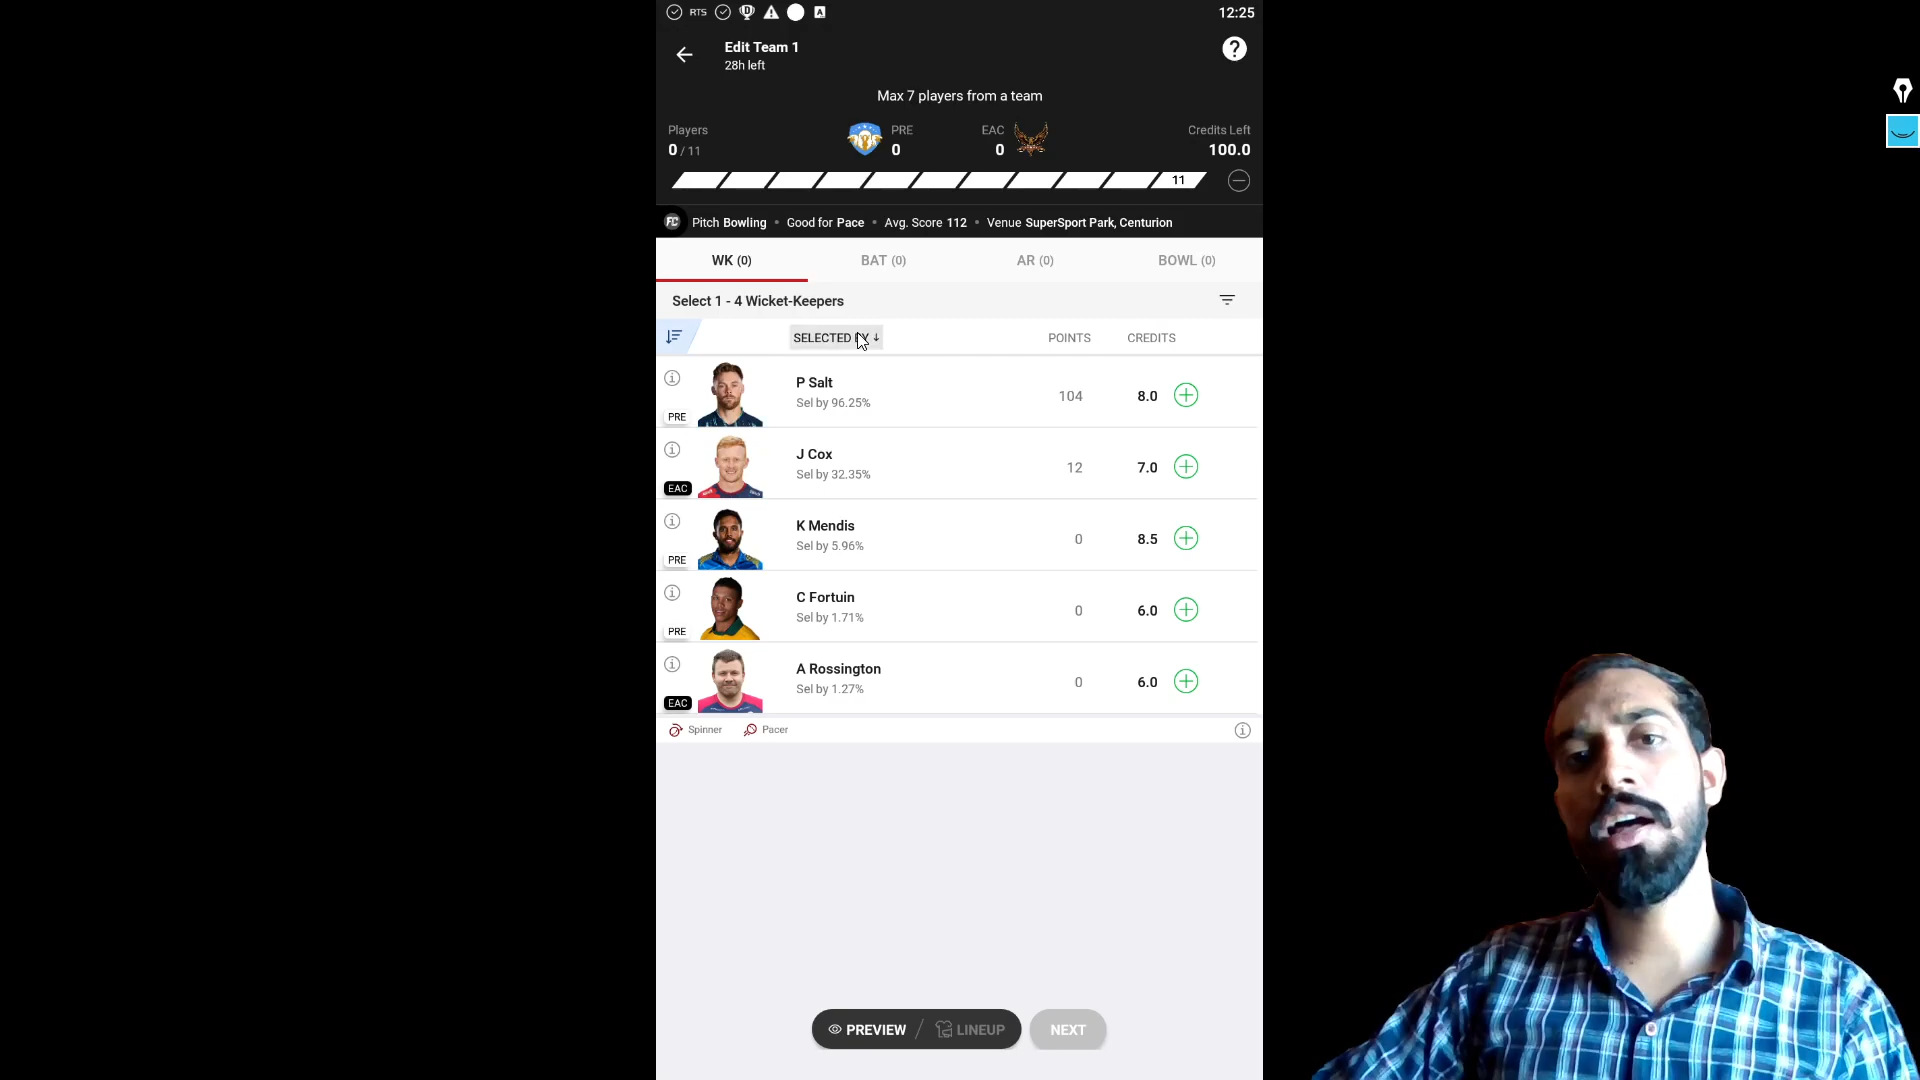 RTS
12:25
Edit Team 1
28h left
Max 7 players from a team
Players
PRE
EAC
Credits Left
0 / 11
0
0
100.0
11
FC Pitch Bowling • Good for Pace • Avg. Score 112 • Venue SuperSport Park, Centurion
WK (0) BAT (0) AR (0) BOWL (0)
Select 1 - 4 Wicket-Keepers
SELECTED BY ↓ POINTS CREDITS
P Salt
Sel by 96.25%
104 8.0
PRE
J Cox
Sel by 32.35%
12 7.0
EAC
K Mendis
Sel by 5.96%
0 8.5
PRE
C Fortuin
Sel by 1.71%
0 6.0
PRE
A Rossington
Sel by 1.27%
0 6.0
EAC
Spinner Pacer
PREVIEW / LINEUP NEXT